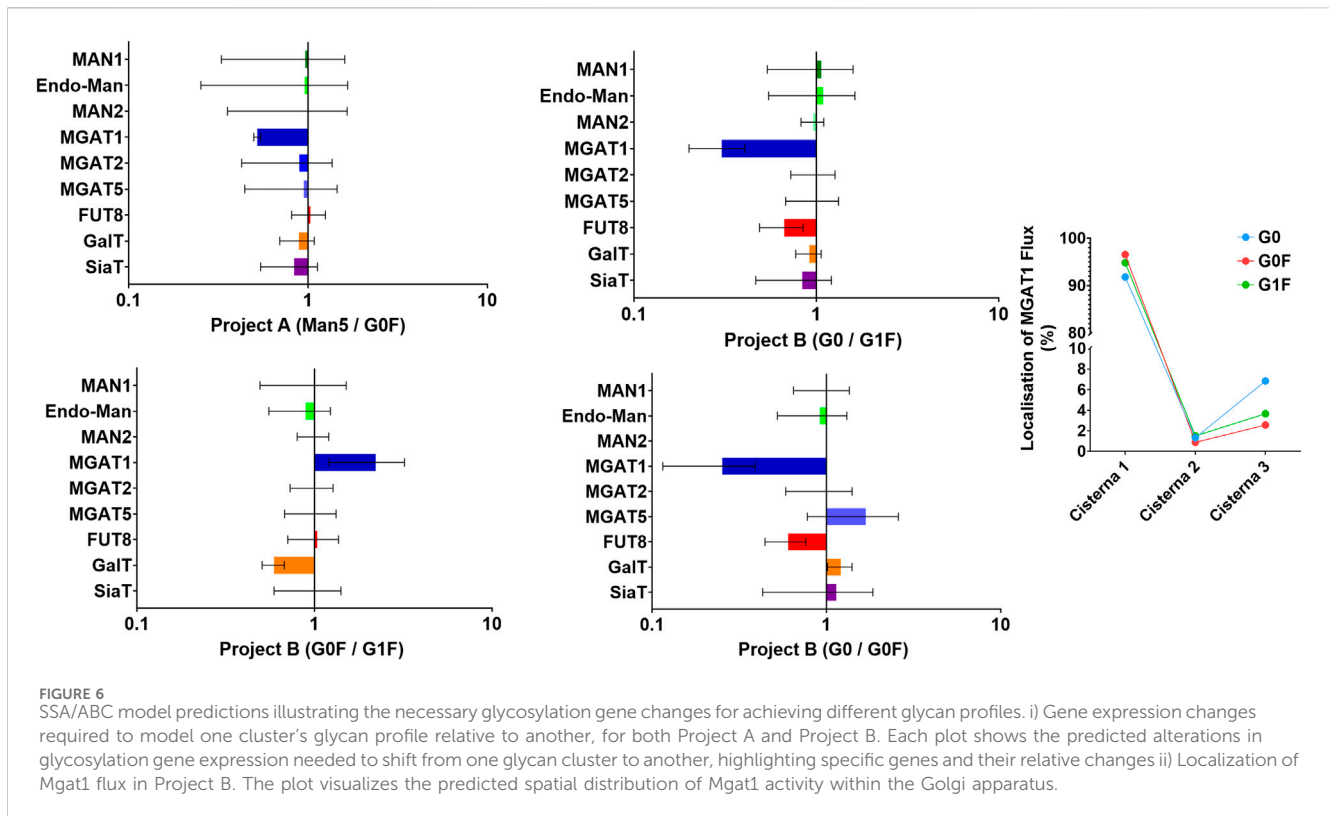 MAN1
Endo-Man
MAN2
MGAT1
MGAT2
MGAT5
FUT8
GalT
SiaT
0.1 1 10
Project A (Man5 / G0F)
MAN1
Endo-Man
MAN2
MGAT1
MGAT2
MGAT5
FUT8
GalT
SiaT
0.1 1 10
Project B (G0 / G1F)
MAN1
Endo-Man
MAN2
MGAT1
MGAT2
MGAT5
FUT8
GalT
SiaT
0.1 1 10
Project B (G0F / G1F)
MAN1
Endo-Man
MAN2
MGAT1
MGAT2
MGAT5
FUT8
GalT
SiaT
0.1 1 10
Project B (G0 / G0F)
Localisation of MGAT1 Flux
(%)
100
90
80
10
8
6
4
2
0
Cisterna 1
Cisterna 2
Cisterna 3
G0
G0F
G1F
FIGURE 6
SSA/ABC model predictions illustrating the necessary glycosylation gene changes for achieving different glycan profiles. i) Gene expression changes
required to model one cluster's glycan profile relative to another, for both Project A and Project B. Each plot shows the predicted alterations in
glycosylation gene expression needed to shift from one glycan cluster to another, highlighting specific genes and their relative changes ii) Localization of
Mgat1 flux in Project B. The plot visualizes the predicted spatial distribution of Mgat1 activity within the Golgi apparatus.